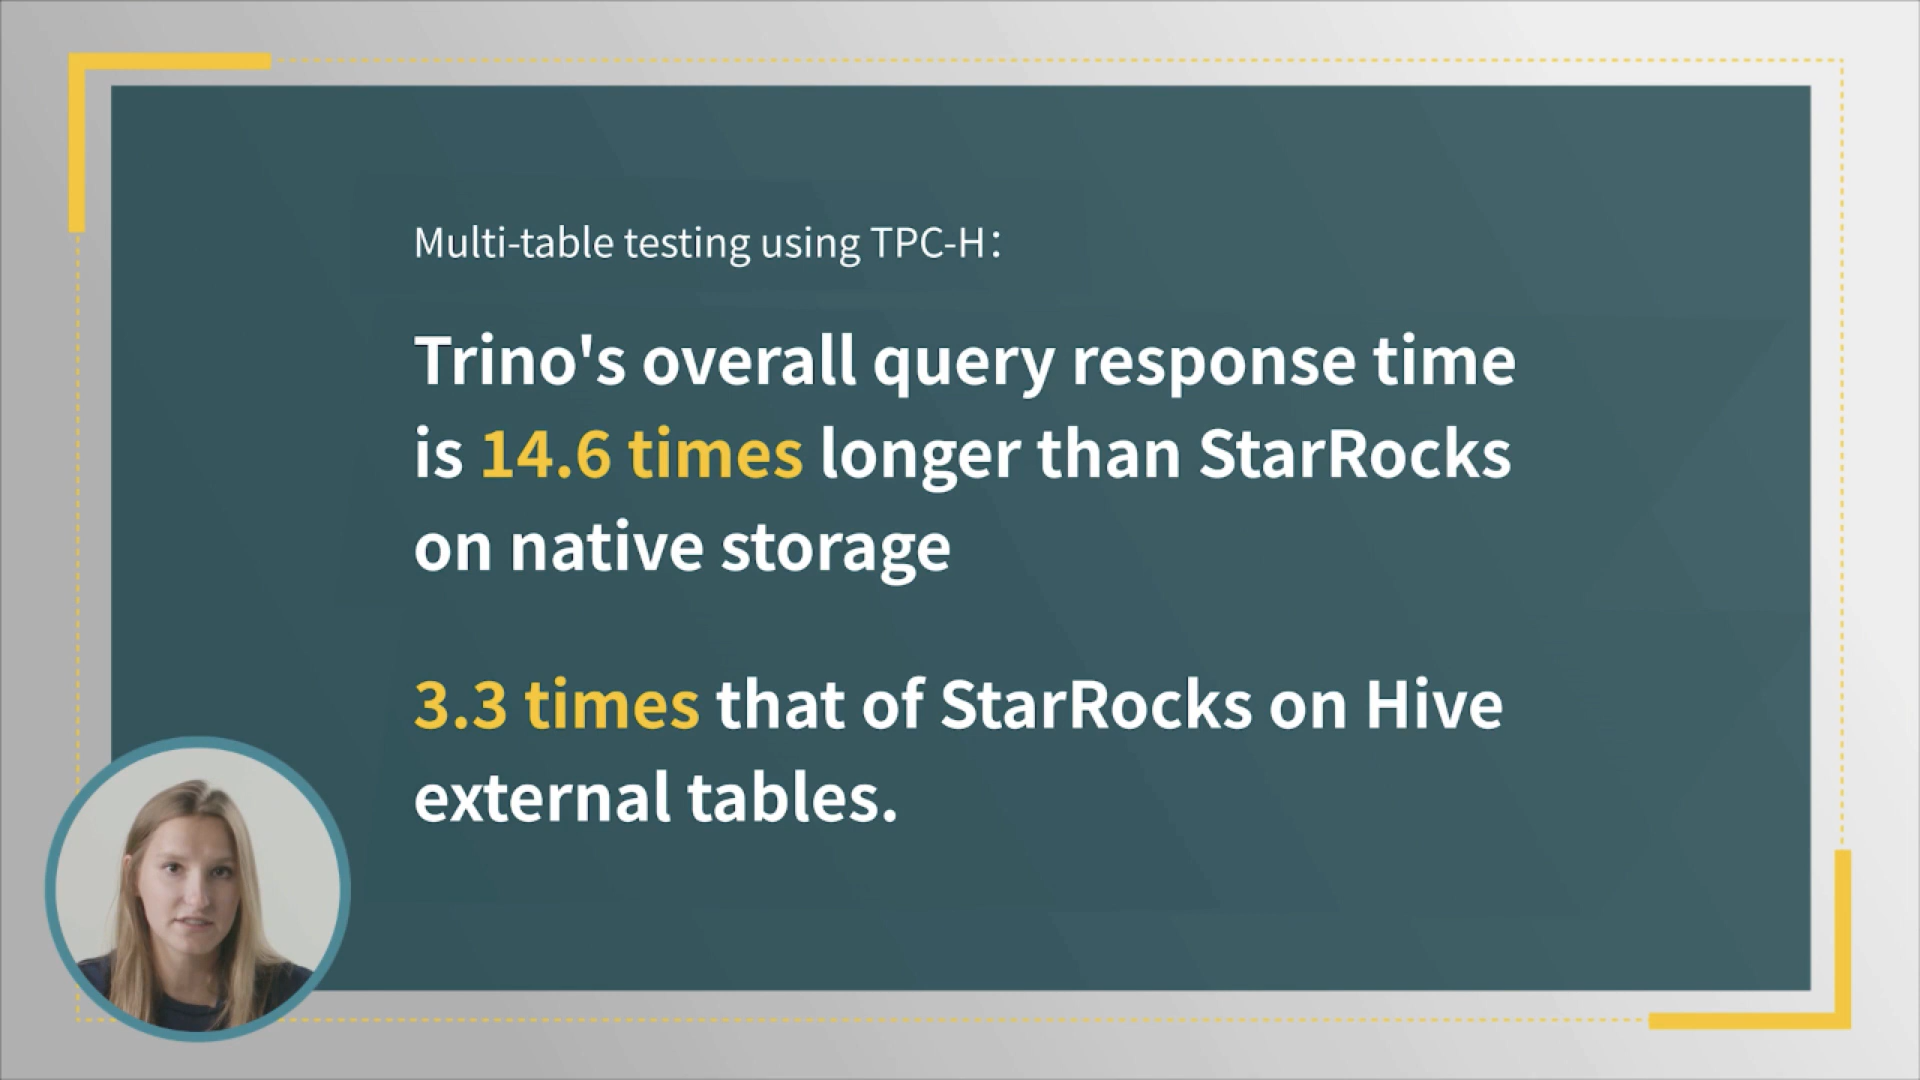 Multi-table testing using TPC-H:
Trino's overall query response time
is 14.6 times longer than StarRocks
on native storage
3.3 times that of StarRocks on Hive
external tables.